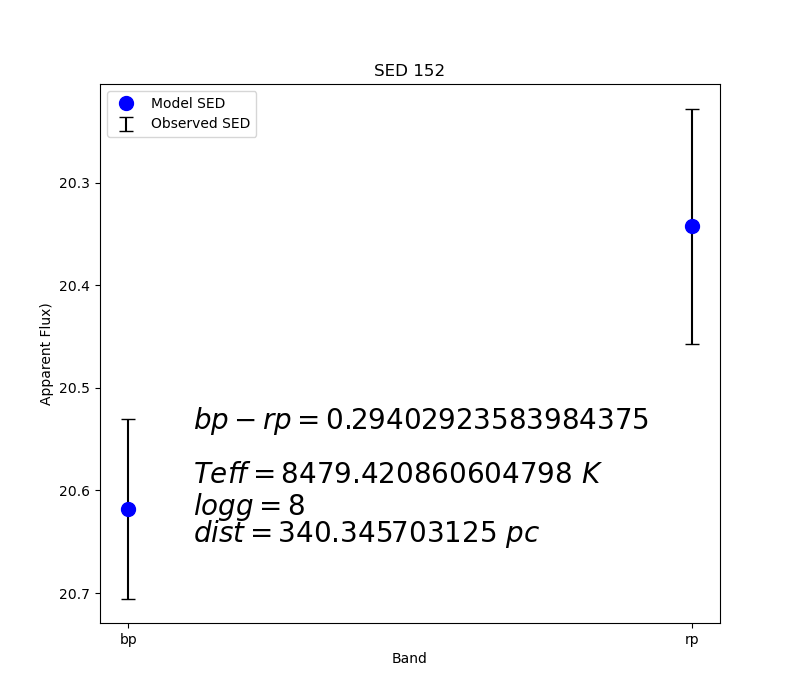 SED 152
Model SED
Observed SED
20.3
20.4
20.5
20.6
20.7
Apparent Flux)
bp − rp = 0.29402923583984375
Teff = 8479.420860604798 K
logg = 8
dist = 340.345703125 pc
bp
rp
Band